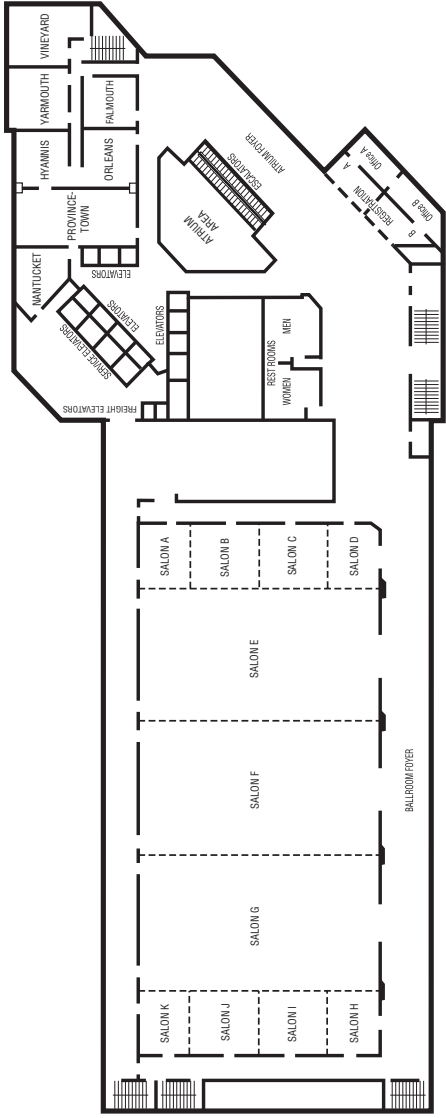 VINEYARD
YARMOUTH
FALMOUTH
HYANNIS
ORLEANS
PROVINCE-
TOWN
NANTUCKET
ELEVATORS
ELEVATORS
SERVICE ELEVATORS
FREIGHT ELEVATORS
ELEVATORS
ATRIUM
AREA
ESCALATORS
ATRIUM FOYER
Office A
A
REGISTRATION
Office B
B
REST ROOMS
MEN
WOMEN
SALON A
SALON B
SALON C
SALON D
SALON E
SALON F
SALON G
BALLROOM FOYER
SALON K
SALON J
SALON I
SALON H